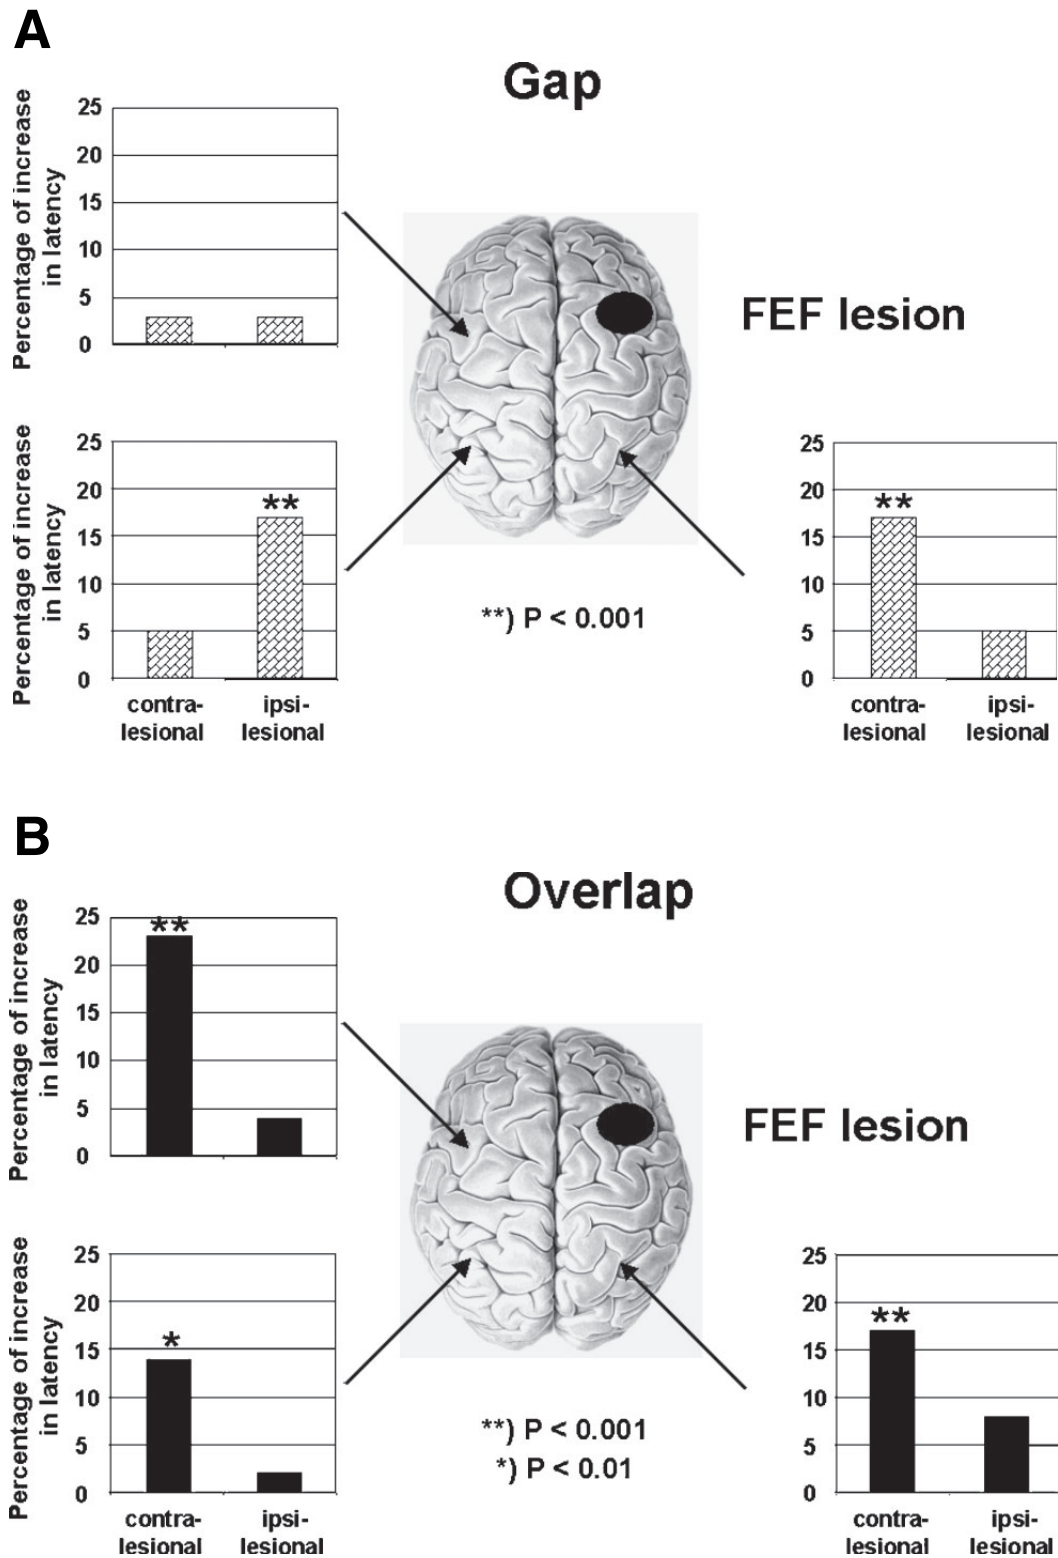 A
Gap
Percentage of increase
in latency
25
20
15
10
5
0
FEF lesion
Percentage of increase
in latency
25
20
**
15
10
5
0
contra-
lesional
ipsi-
lesional
**) P < 0.001
25
20
**
15
10
5
0
contra-
lesional
ipsi-
lesional
B
Overlap
Percentage of increase
in latency
25
**
20
15
10
5
0
FEF lesion
Percentage of increase
in latency
25
20
*
15
10
5
0
contra-
lesional
ipsi-
lesional
**) P < 0.001
*) P < 0.01
25
20
**
15
10
5
0
contra-
lesional
ipsi-
lesional